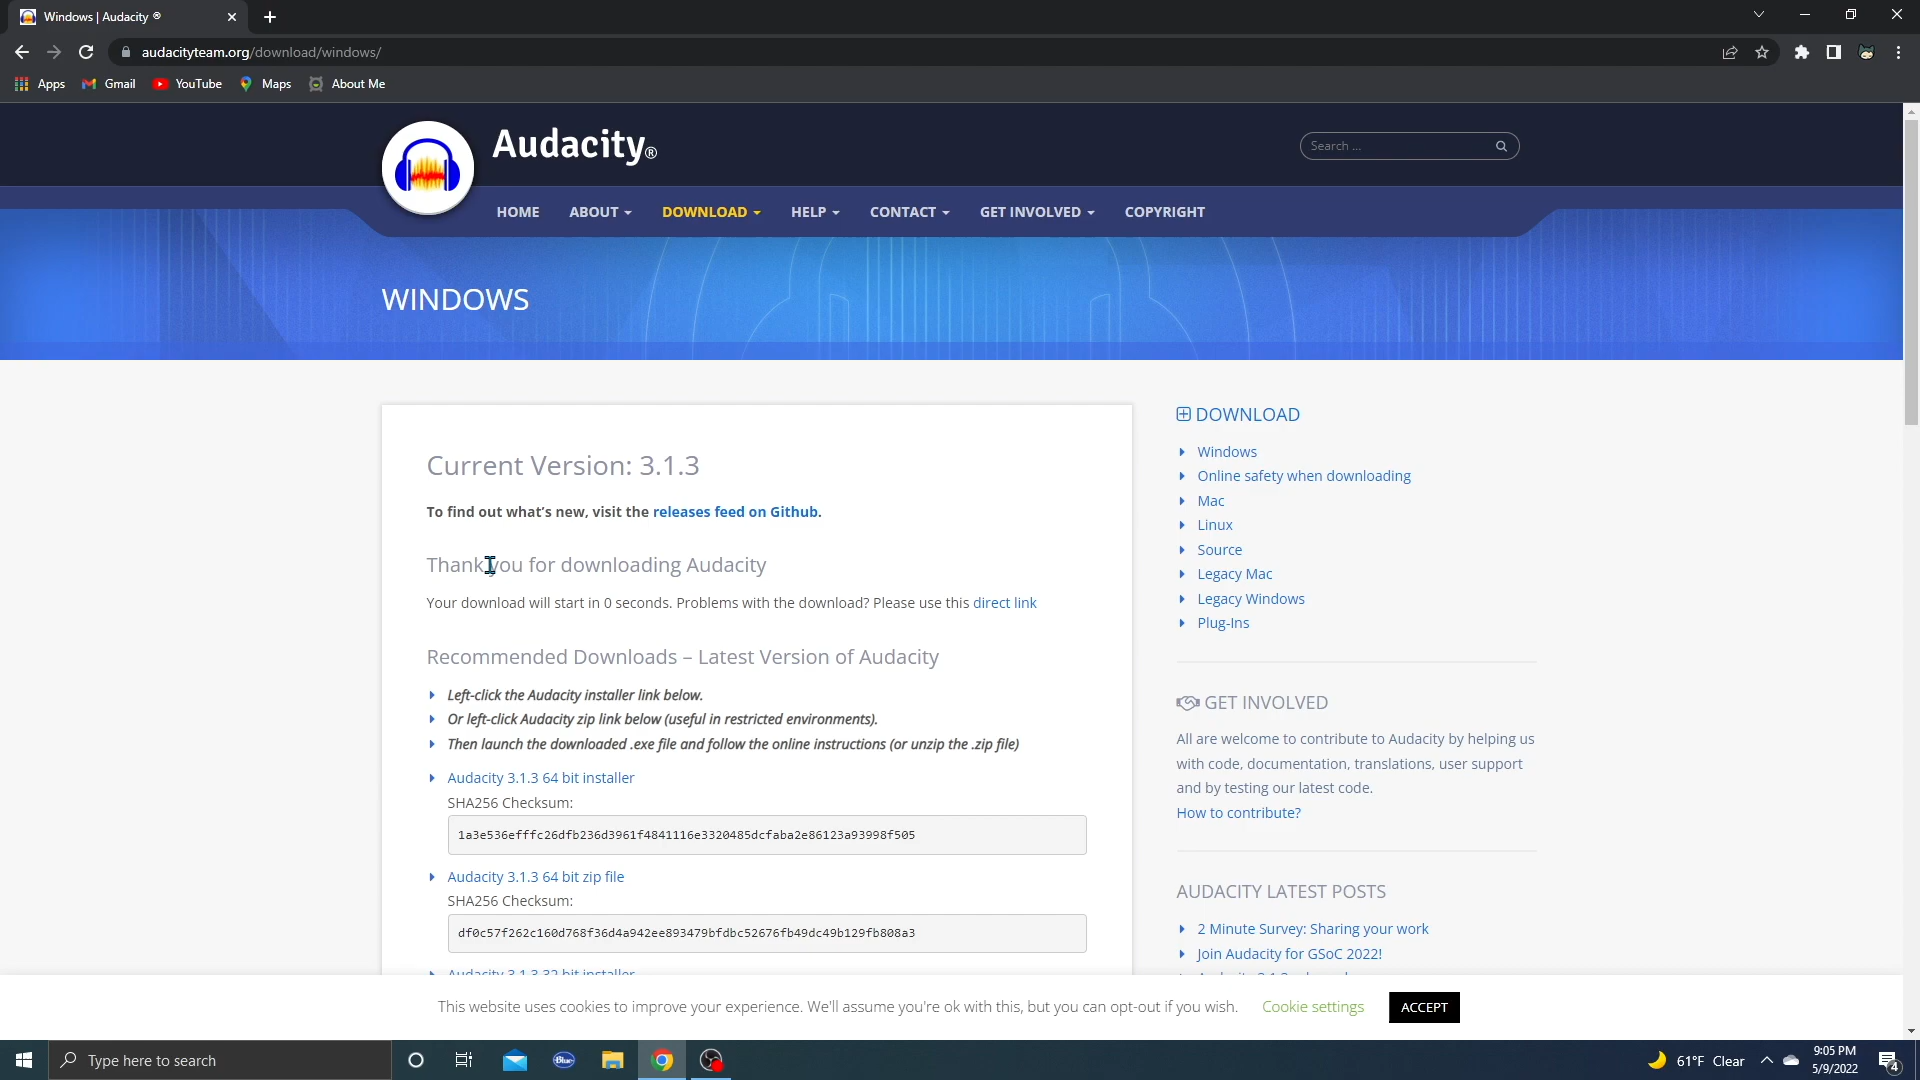 Windows | Audacity ®
audacityteam.org/download/windows/
Apps
Gmail
YouTube
Maps
About Me
Audacity®
Search ...
HOME
ABOUT
DOWNLOAD
HELP
CONTACT
GET INVOLVED
COPYRIGHT
WINDOWS
Current Version: 3.1.3
To find out what's new, visit the releases feed on Github.
Thank you for downloading Audacity
Your download will start in 0 seconds. Problems with the download? Please use this direct link
Recommended Downloads – Latest Version of Audacity
Left-click the Audacity installer link below.
Or left-click Audacity zip link below (useful in restricted environments).
Then launch the downloaded .exe file and follow the online instructions (or unzip the .zip file)
Audacity 3.1.3 64 bit installer
SHA256 Checksum:
1a3e536efffc26dfb236d3961f4841116e3320485dcfaba2e86123a93998f505
Audacity 3.1.3 64 bit zip file
SHA256 Checksum:
df0c57f262c160d768f36d4a942ee893479bfdbc52676fb49dc49b129fb808a3
Audacity 3.1.3 32 bit installer
DOWNLOAD
Windows
Online safety when downloading
Mac
Linux
Source
Legacy Mac
Legacy Windows
Plug-Ins
GET INVOLVED
All are welcome to contribute to Audacity by helping us
with code, documentation, translations, user support
and by testing our latest code.
How to contribute?
AUDACITY LATEST POSTS
2 Minute Survey: Sharing your work
Join Audacity for GSoC 2022!
This website uses cookies to improve your experience. We'll assume you're ok with this, but you can opt-out if you wish.
Cookie settings
ACCEPT
Type here to search
Blue
61°F Clear
9:05 PM
5/9/2022
4